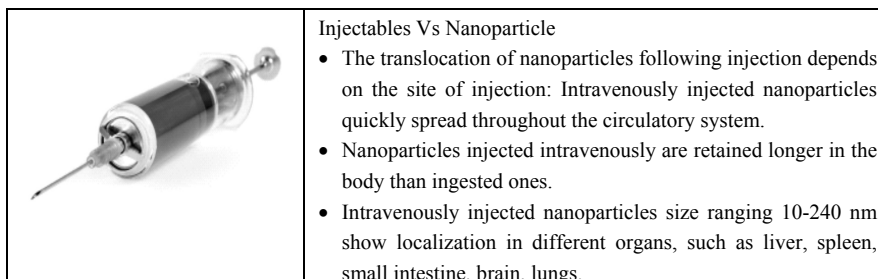 Injectables Vs Nanoparticle
• The translocation of nanoparticles following injection depends
on the site of injection: Intravenously injected nanoparticles
quickly spread throughout the circulatory system.
• Nanoparticles injected intravenously are retained longer in the
body than ingested ones.
• Intravenously injected nanoparticles size ranging 10-240 nm
show localization in different organs, such as liver, spleen,
small intestine, brain, lungs.